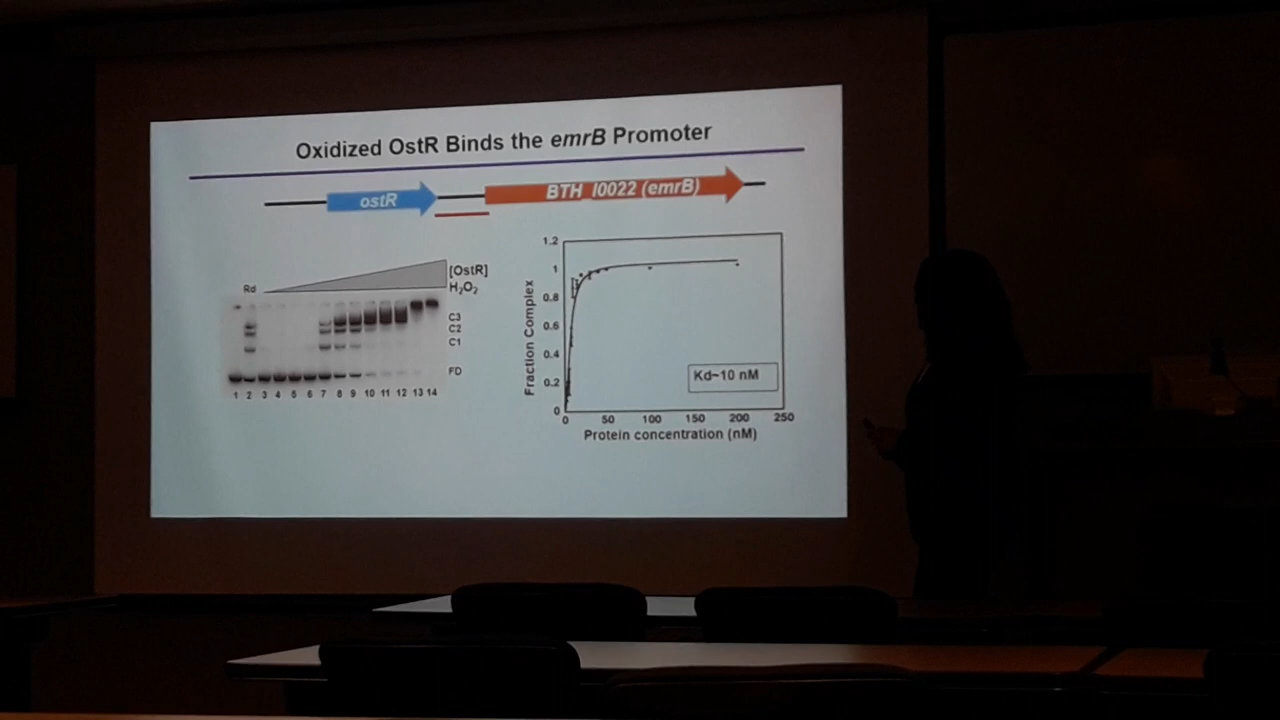 Oxidized OstR Binds the emrB Promoter
ostR
BTH_I0022 (emrB)
[OstR]
Rd
H₂O₂
C3
C2
C1
FD
1 2 3 4 5 6 7 8 9 10 11 12 13 14
Fraction Complex
1.2
1
0.8
0.6
0.4
0.2
0
Kd~10 nM
0 50 100 150 200 250
Protein concentration (nM)